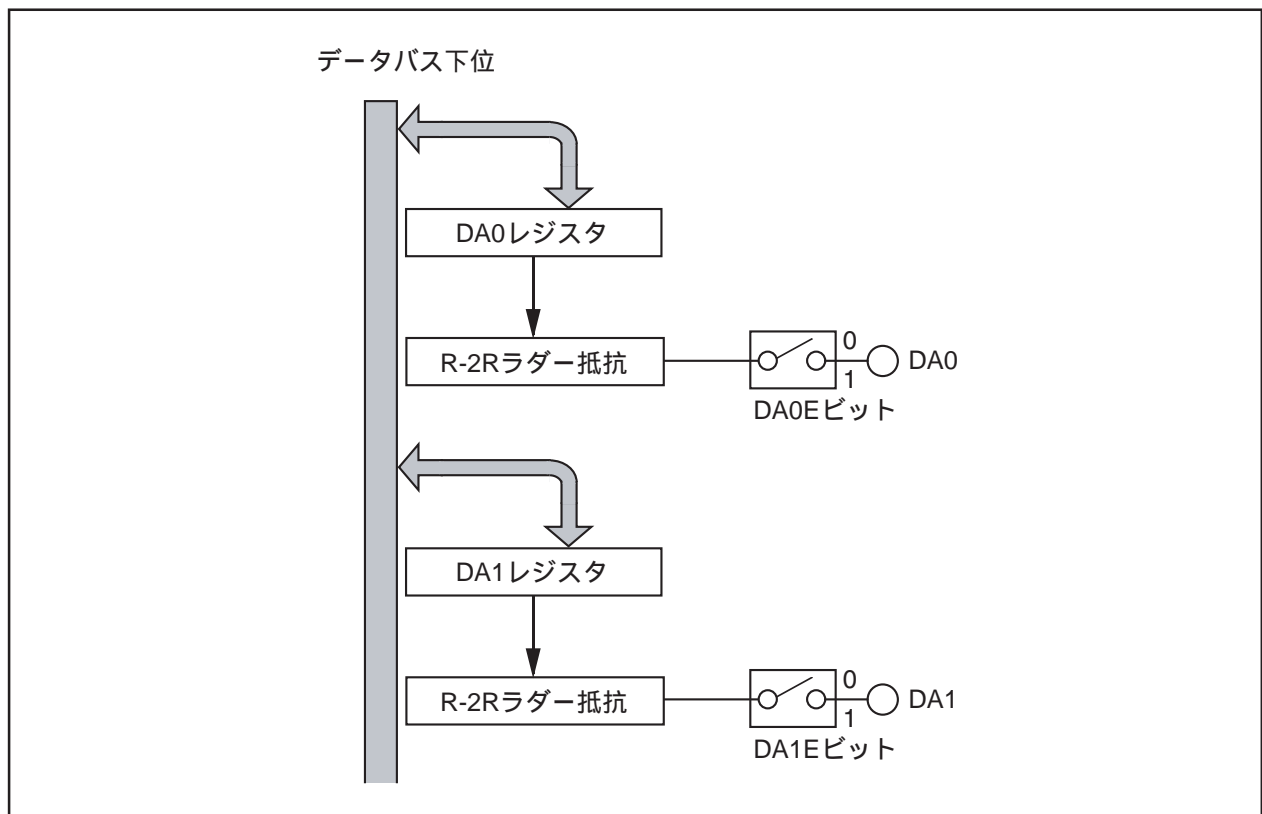 データバス下位
DA0レジスタ
R-2Rラダー抵抗
0
DA0
1
DA0Eビット
DA1レジスタ
R-2Rラダー抵抗
0
DA1
1
DA1Eビット